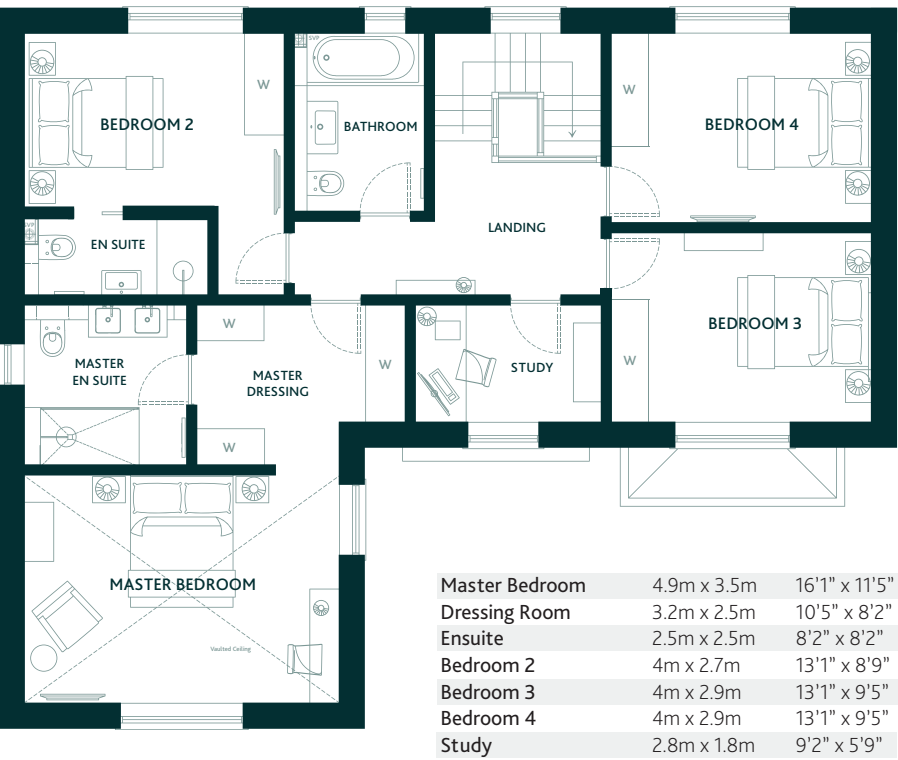 SVP
BEDROOM 2
W
BATHROOM
W
BEDROOM 4
SVP
EN SUITE
LANDING
W
BEDROOM 3
MASTER
EN SUITE
MASTER
DRESSING
W
STUDY
W
W
MASTER BEDROOM
Vaulted Ceiling
Master Bedroom 4.9m x 3.5m 16'1" x 11'5"
Dressing Room 3.2m x 2.5m 10'5" x 8'2"
Ensuite 2.5m x 2.5m 8'2" x 8'2"
Bedroom 2 4m x 2.7m 13'1" x 8'9"
Bedroom 3 4m x 2.9m 13'1" x 9'5"
Bedroom 4 4m x 2.9m 13'1" x 9'5"
Study 2.8m x 1.8m 9'2" x 5'9"